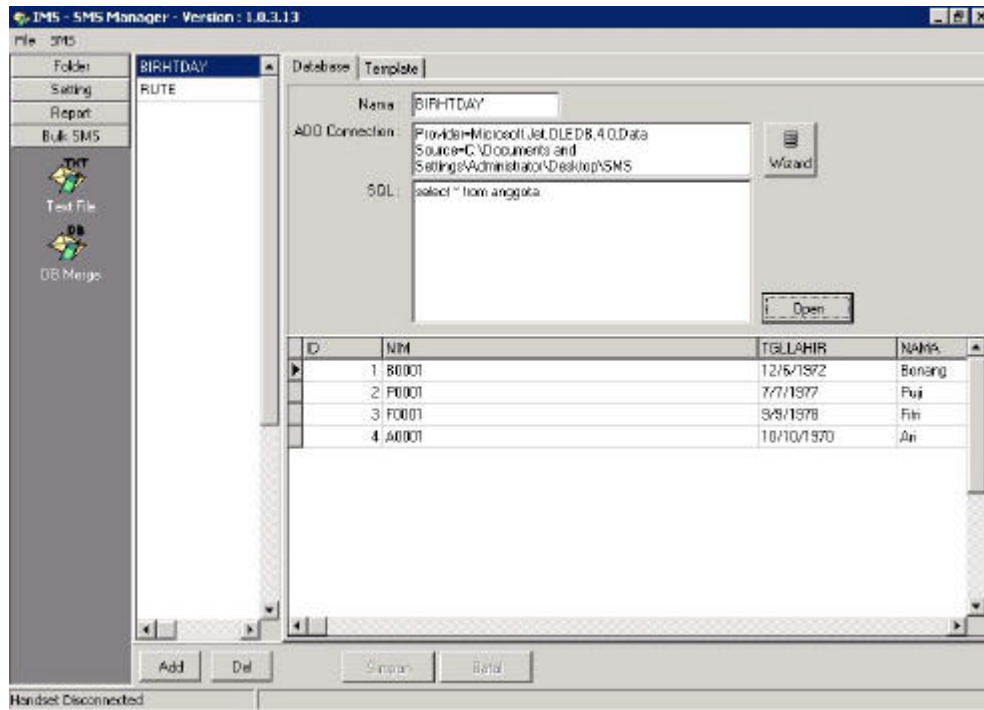 IMS - SMS Manager - Version : 1.0.3.13
File SMS
Folder
Setting
Report
Bulk SMS
TXT
Text File
DB
DB Merge
BIRHTDAY
RUTE
Database Template
Nama : BIRHTDAY
ADO Connection : Provider=Microsoft.Jet.OLEDB.4.0;Data
Source=C:\Documents and
Settings\Administrator\Desktop\SMS
Wizard
SQL : select * from anggota
Open
ID NIM TGLLAHIR NAMA
1 B0001 12/6/1972 Bonang
2 P0001 7/7/1977 Puji
3 F0001 9/9/1978 Fitri
4 A0001 10/10/1970 Ari
Add Del Simpan Batal
Handset Disconnected